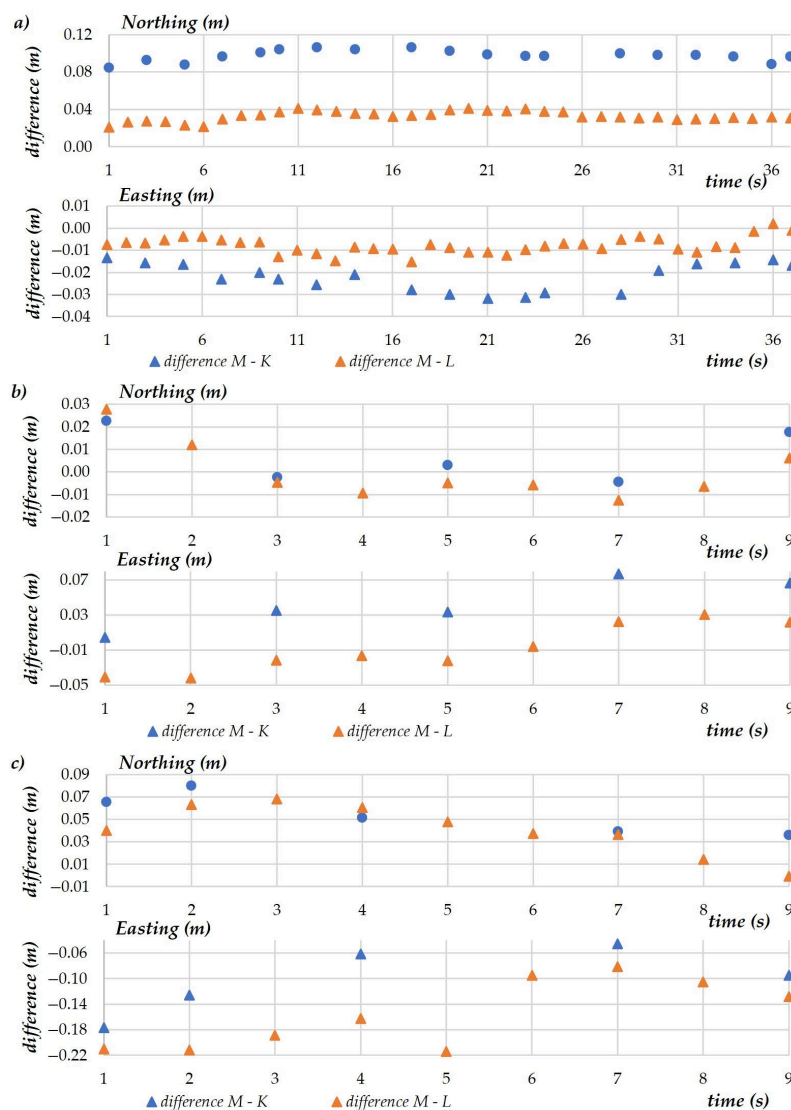 a)
Northing (m)
difference (m)
0.12
0.08
0.04
0.00
1 6 11 16 21 26 31 36
time (s)
Easting (m)
difference (m)
0.01
0.00
−0.01
−0.02
−0.03
−0.04
1 6 11 16 21 26 31 36
difference M - K difference M - L time (s)
b)
Northing (m)
difference (m)
0.03
0.02
0.01
0.00
−0.01
−0.02
1 2 3 4 5 6 7 8 9
time (s)
Easting (m)
difference (m)
0.07
0.03
−0.01
−0.05
1 2 3 4 5 6 7 8 9
difference M - K difference M - L time (s)
c)
Northing (m)
difference (m)
0.09
0.07
0.05
0.03
0.01
−0.01
1 2 3 4 5 6 7 8 9
time (s)
Easting (m)
difference (m)
−0.06
−0.10
−0.14
−0.18
−0.22
1 2 3 4 5 6 7 8 9
difference M - K difference M - L time (s)